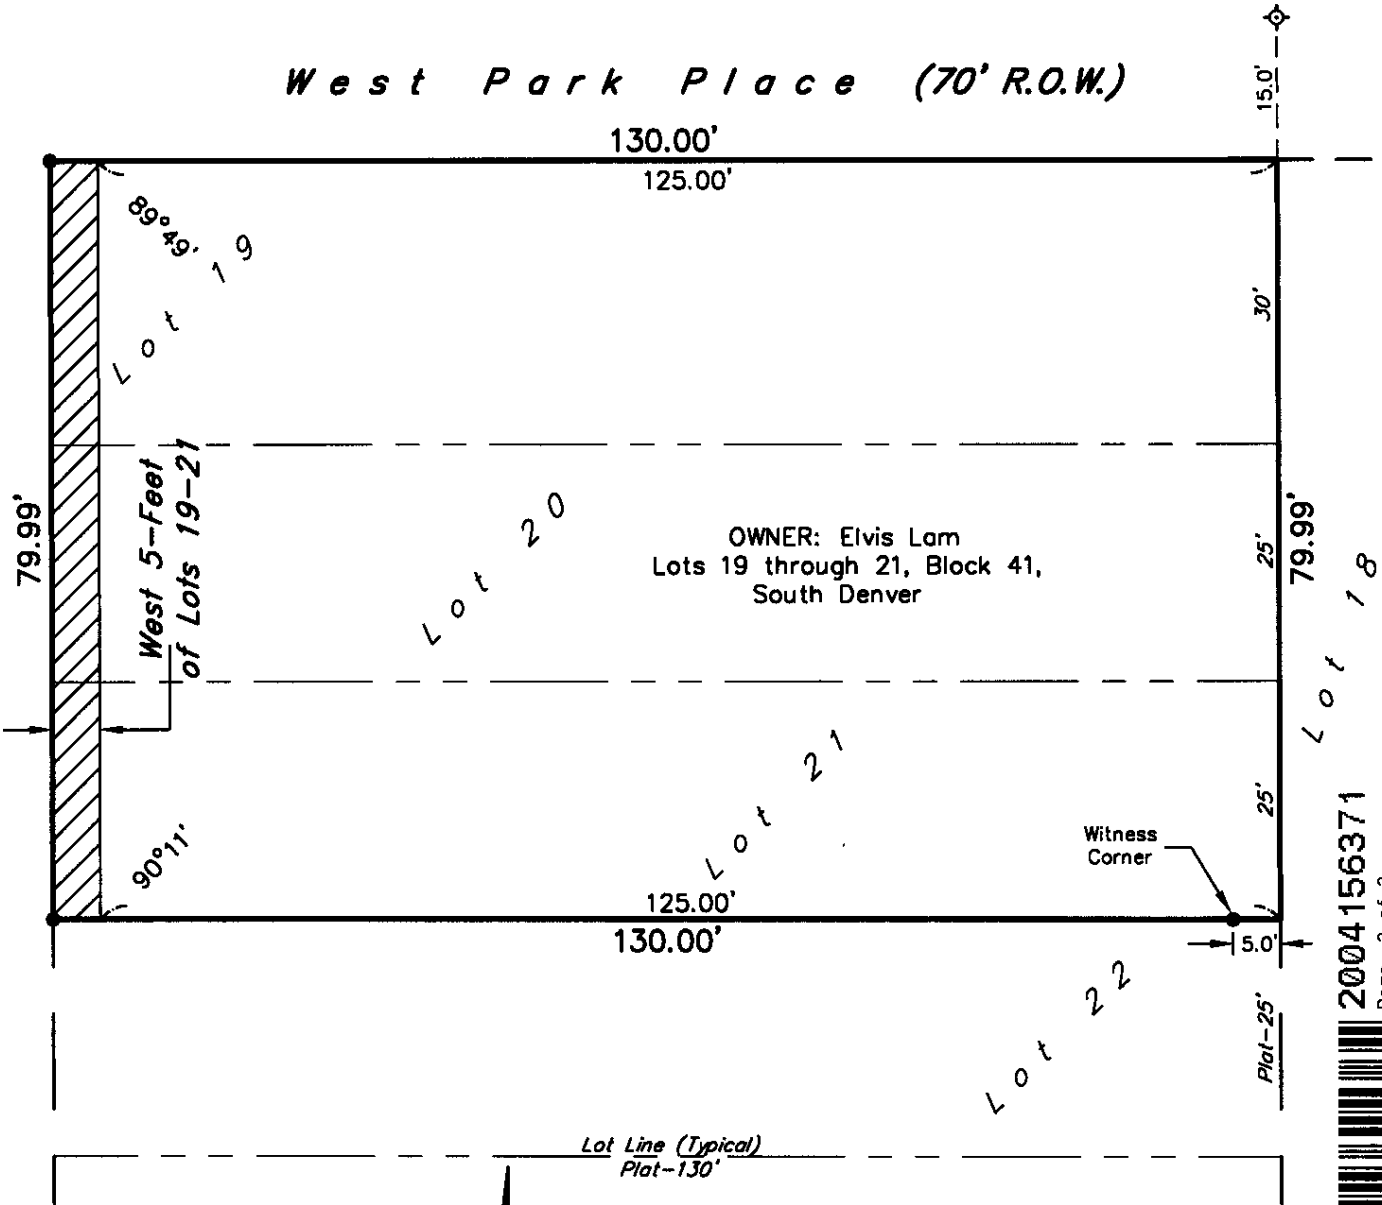 West Park Place (70' R.O.W.)
15.0'
130.00'
125.00'
89°49'
Lot 19
30'
West 5-Feet
of Lots 19-21
79.99'
Lot 20
OWNER: Elvis Lam
Lots 19 through 21, Block 41,
South Denver
25'
79.99'
Lot 18
Lot 21
25'
90°11'
Witness
Corner
125.00'
130.00'
5.0'
2004156371
Lot 22
Plat-25'
Lot Line (Typical)
Plat-130'